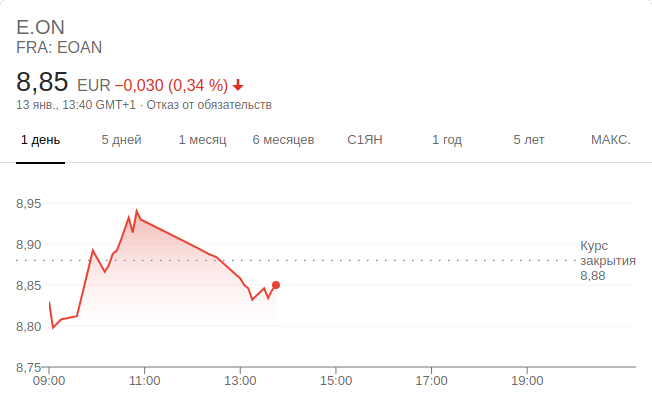 E.ON
FRA: EOAN
8,85 EUR −0,030 (0,34 %)
13 янв., 13:40 GMT+1 · Отказ от обязательств
1 день 5 дней 1 месяц 6 месяцев С1ЯН 1 год 5 лет МАКС.
8,95
8,90
8,85
8,80
8,75
Курс
закрытия
8,88
09:00 11:00 13:00 15:00 17:00 19:00